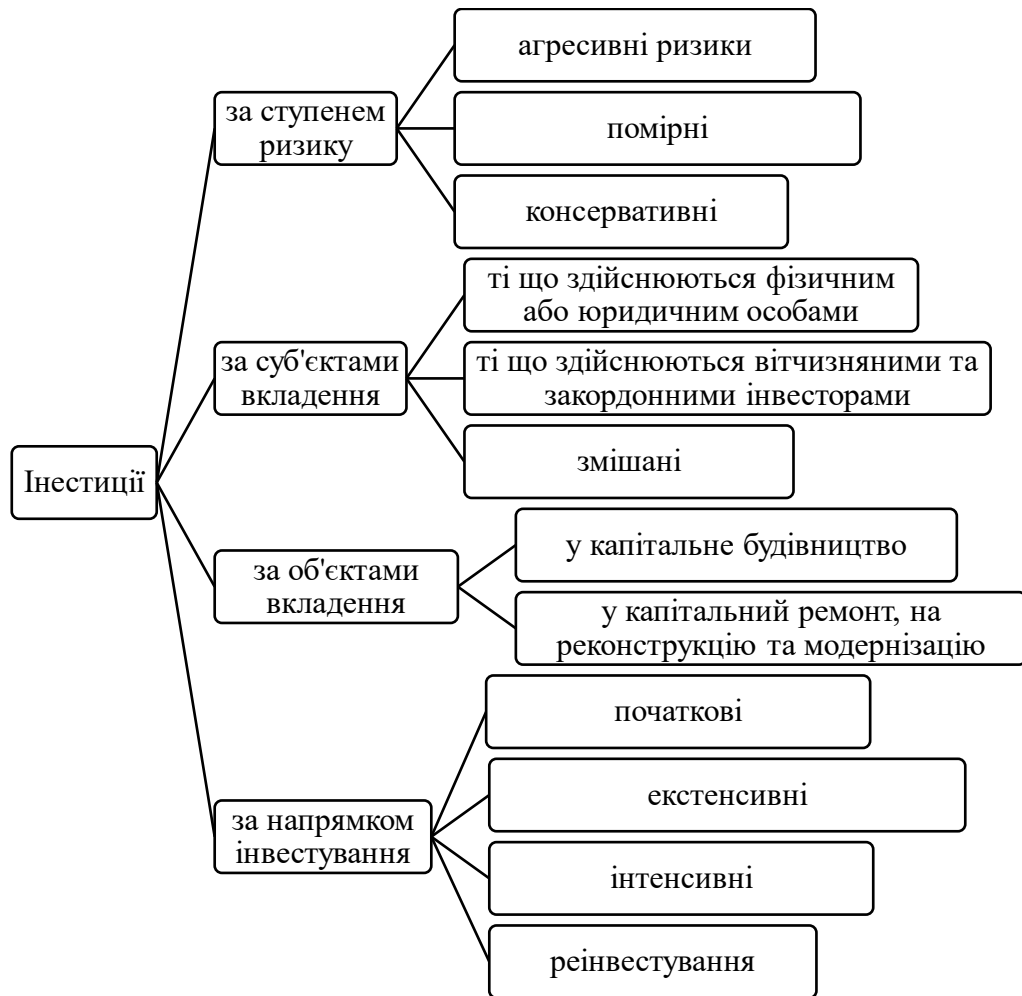 Інестиції
за ступенем
ризику
агресивні ризики
помірні
консервативні
за суб'єктами
вкладення
ті що здійснюються фізичним
або юридичним особами
ті що здійснюються вітчизняними та
закордонними інвесторами
змішані
за об'єктами
вкладення
у капітальне будівництво
у капітальний ремонт, на
реконструкцію та модернізацію
за напрямком
інвестування
початкові
екстенсивні
інтенсивні
реінвестування